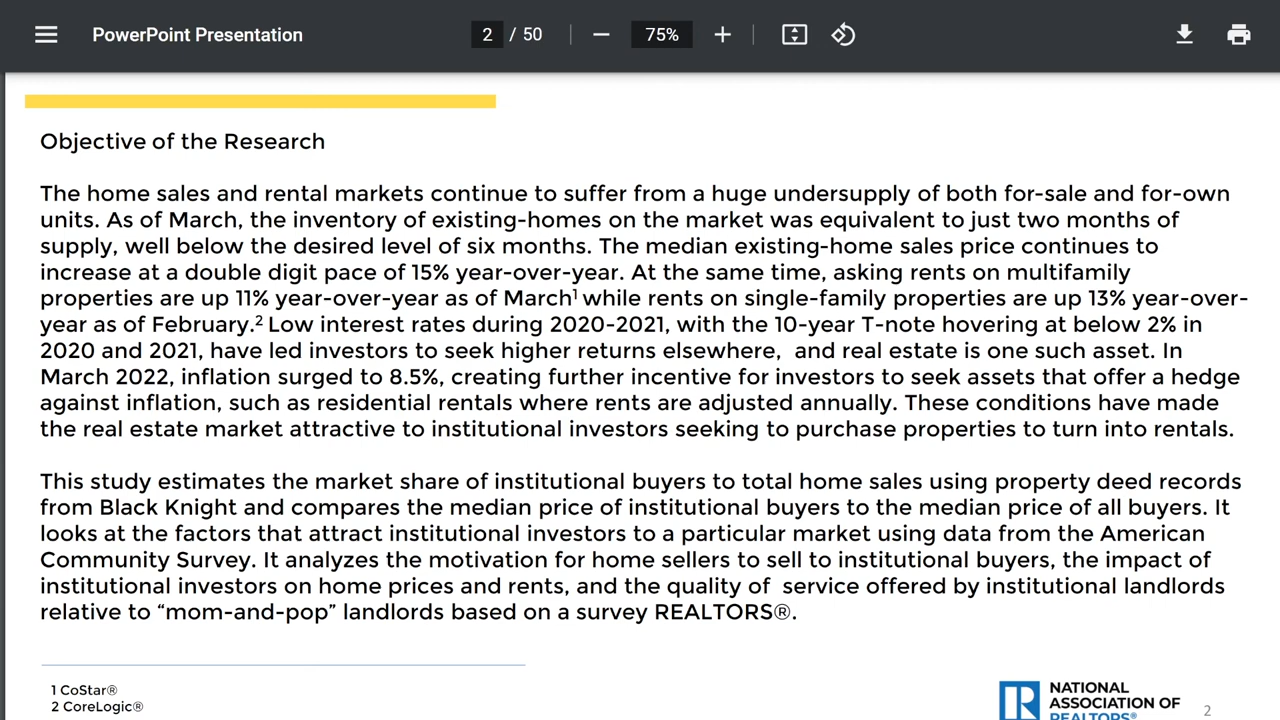 PowerPoint Presentation
2 / 50
75%
Objective of the Research
The home sales and rental markets continue to suffer from a huge undersupply of both for-sale and for-own
units. As of March, the inventory of existing-homes on the market was equivalent to just two months of
supply, well below the desired level of six months. The median existing-home sales price continues to
increase at a double digit pace of 15% year-over-year. At the same time, asking rents on multifamily
properties are up 11% year-over-year as of March¹ while rents on single-family properties are up 13% year-over-
year as of February.² Low interest rates during 2020-2021, with the 10-year T-note hovering at below 2% in
2020 and 2021, have led investors to seek higher returns elsewhere,  and real estate is one such asset. In
March 2022, inflation surged to 8.5%, creating further incentive for investors to seek assets that offer a hedge
against inflation, such as residential rentals where rents are adjusted annually. These conditions have made
the real estate market attractive to institutional investors seeking to purchase properties to turn into rentals.
This study estimates the market share of institutional buyers to total home sales using property deed records
from Black Knight and compares the median price of institutional buyers to the median price of all buyers. It
looks at the factors that attract institutional investors to a particular market using data from the American
Community Survey. It analyzes the motivation for home sellers to sell to institutional buyers, the impact of
institutional investors on home prices and rents, and the quality of  service offered by institutional landlords
relative to “mom-and-pop” landlords based on a survey REALTORS®.
1 CoStar®
2 CoreLogic®
NATIONAL
ASSOCIATION OF
REALTORS®
2